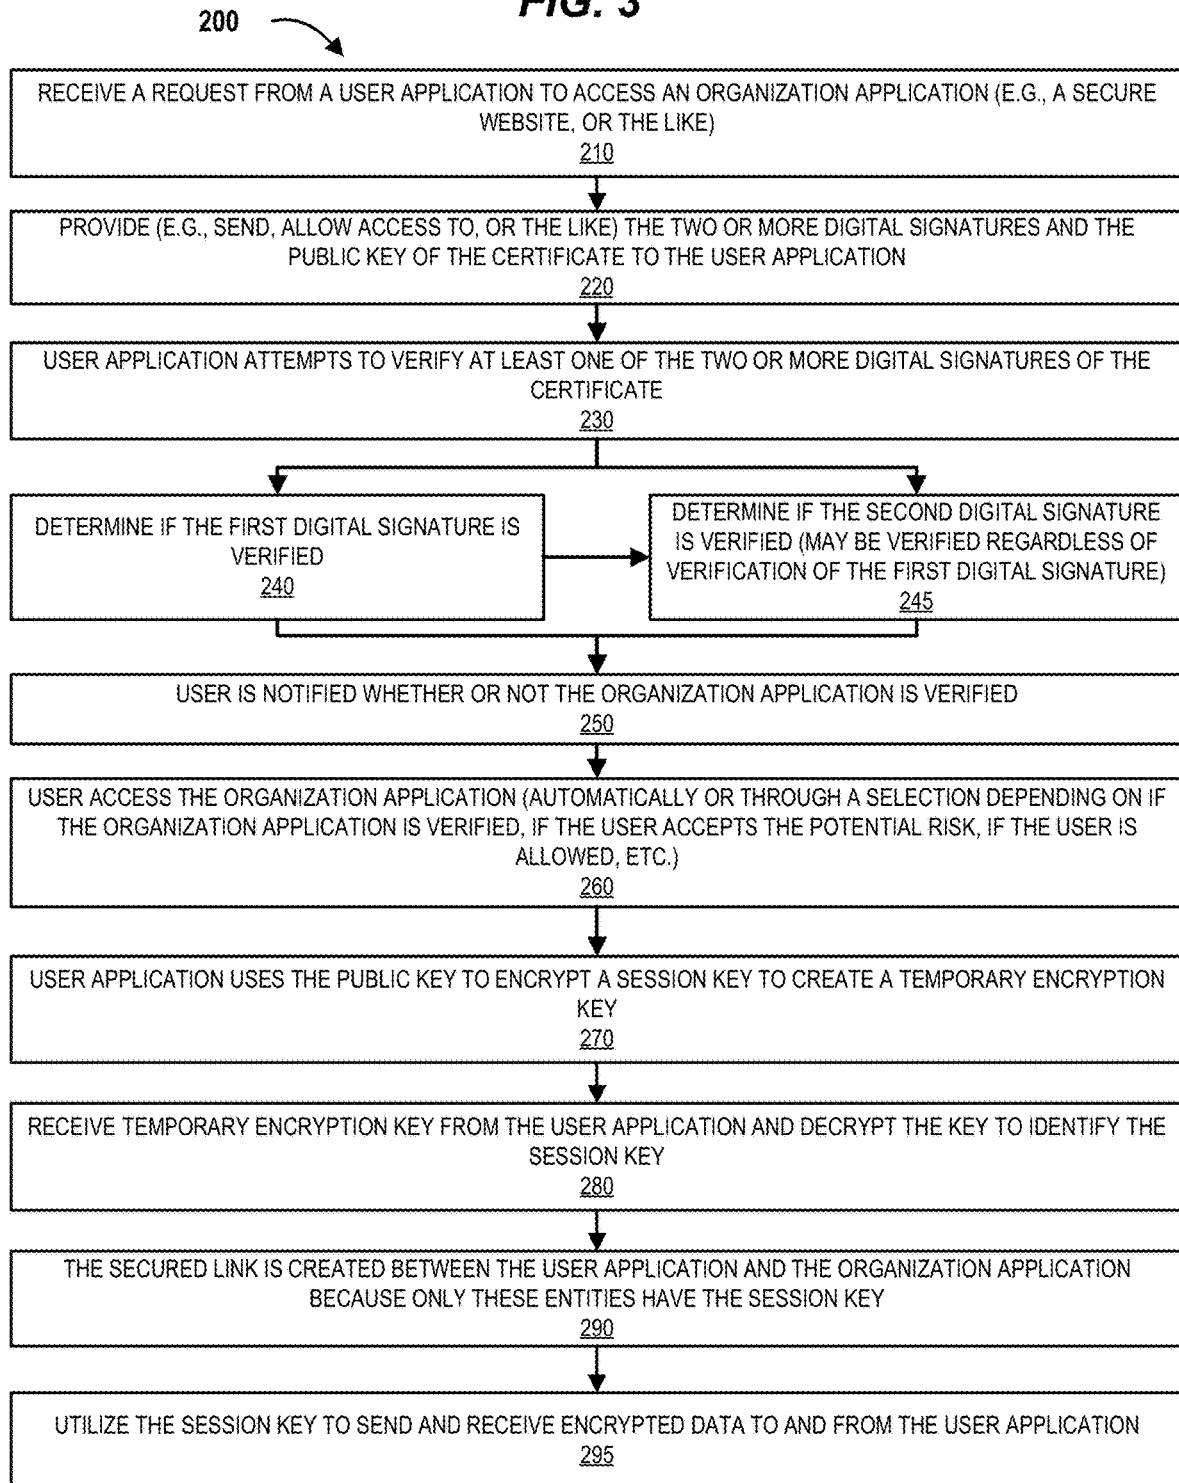 FIG. 3
200
RECEIVE A REQUEST FROM A USER APPLICATION TO ACCESS AN ORGANIZATION APPLICATION (E.G., A SECURE
WEBSITE, OR THE LIKE)
210
PROVIDE (E.G., SEND, ALLOW ACCESS TO, OR THE LIKE) THE TWO OR MORE DIGITAL SIGNATURES AND THE
PUBLIC KEY OF THE CERTIFICATE TO THE USER APPLICATION
220
USER APPLICATION ATTEMPTS TO VERIFY AT LEAST ONE OF THE TWO OR MORE DIGITAL SIGNATURES OF THE
CERTIFICATE
230
DETERMINE IF THE FIRST DIGITAL SIGNATURE IS
VERIFIED
240
DETERMINE IF THE SECOND DIGITAL SIGNATURE
IS VERIFIED (MAY BE VERIFIED REGARDLESS OF
VERIFICATION OF THE FIRST DIGITAL SIGNATURE)
245
USER IS NOTIFIED WHETHER OR NOT THE ORGANIZATION APPLICATION IS VERIFIED
250
USER ACCESS THE ORGANIZATION APPLICATION (AUTOMATICALLY OR THROUGH A SELECTION DEPENDING ON IF
THE ORGANIZATION APPLICATION IS VERIFIED, IF THE USER ACCEPTS THE POTENTIAL RISK, IF THE USER IS
ALLOWED, ETC.)
260
USER APPLICATION USES THE PUBLIC KEY TO ENCRYPT A SESSION KEY TO CREATE A TEMPORARY ENCRYPTION
KEY
270
RECEIVE TEMPORARY ENCRYPTION KEY FROM THE USER APPLICATION AND DECRYPT THE KEY TO IDENTIFY THE
SESSION KEY
280
THE SECURED LINK IS CREATED BETWEEN THE USER APPLICATION AND THE ORGANIZATION APPLICATION
BECAUSE ONLY THESE ENTITIES HAVE THE SESSION KEY
290
UTILIZE THE SESSION KEY TO SEND AND RECEIVE ENCRYPTED DATA TO AND FROM THE USER APPLICATION
295